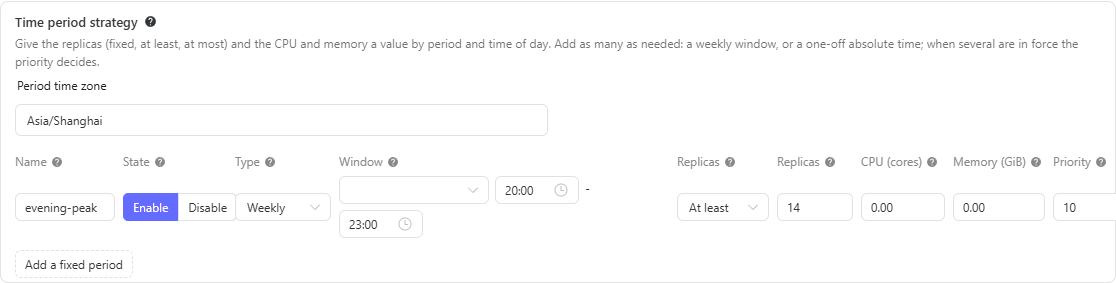 Time period strategy
Give the replicas (fixed, at least, at most) and the CPU and memory a value by period and time of day. Add as many as needed: a weekly window, or a one-off absolute time; when several are in force the
priority decides.
Period time zone
Asia/Shanghai
Name State Type Window Replicas Replicas CPU (cores) Memory (GiB) Priority
evening-peak Enable Disable Weekly 20:00 - At least 14 0.00 0.00 10
23:00
Add a fixed period